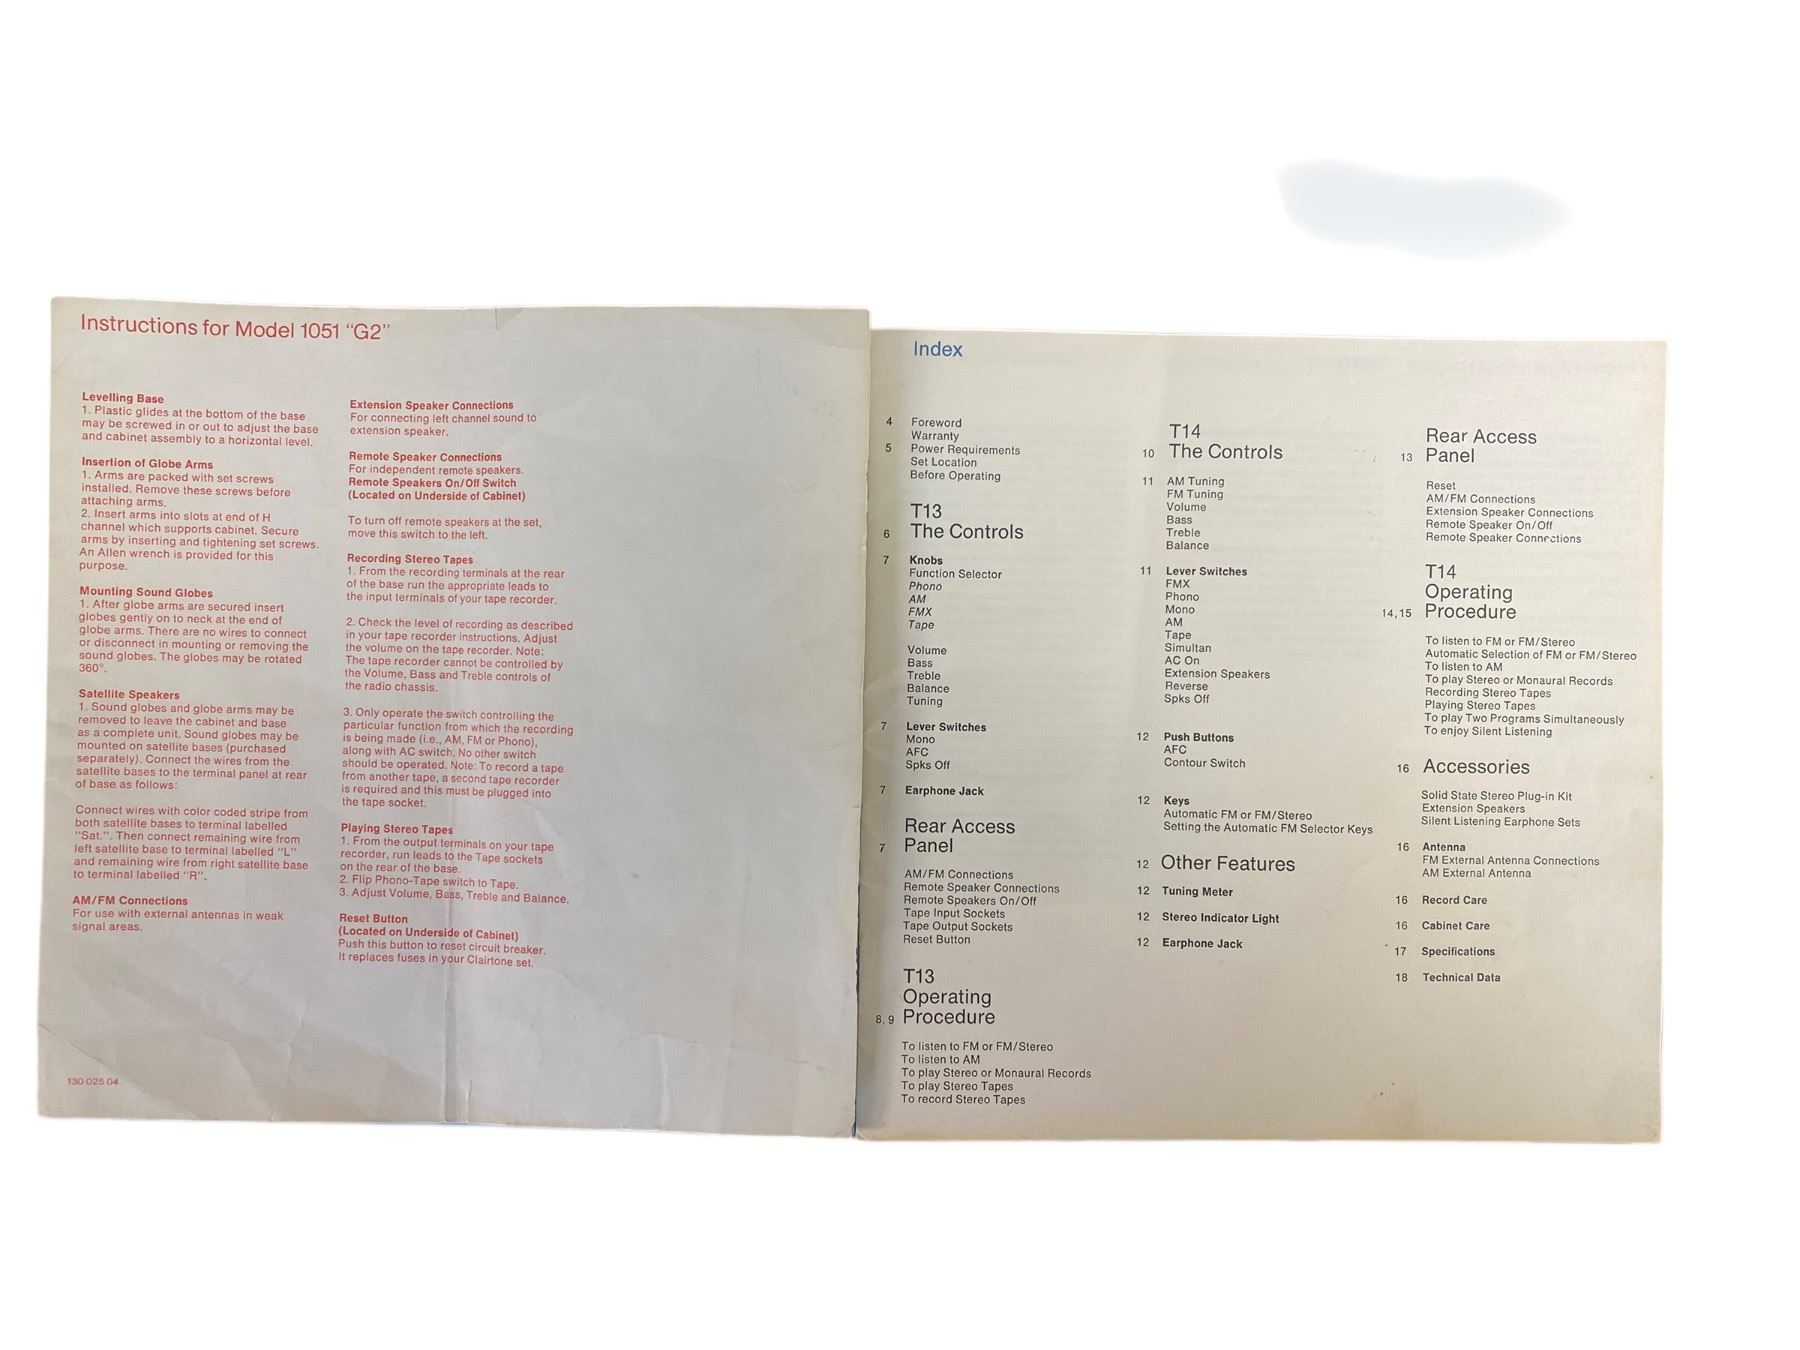 Instructions for Model 1051 “G2”
Levelling Base
1. Plastic glides at the bottom of the base
may be screwed in or out to adjust the base
and cabinet assembly to a horizontal level.
Insertion of Globe Arms
1. Arms are packed with set screws
installed. Remove these screws before
attaching arms.
2. Insert arms into slots at end of H
channel which supports cabinet. Secure
arms by inserting and tightening set screws.
An Allen wrench is provided for this
purpose.
Mounting Sound Globes
1. After globe arms are secured insert
globes gently on to neck at the end of
globe arms. There are no wires to connect
or disconnect in mounting or removing the
sound globes. The globes may be rotated
360°.
Satellite Speakers
1. Sound globes and globe arms may be
removed to leave the cabinet and base
as a complete unit. Sound globes may be
mounted on satellite bases (purchased
separately). Connect the wires from the
satellite bases to the terminal panel at rear
of base as follows:
Connect wires with color coded stripe from
both satellite bases to terminal labelled
“Sat.”. Then connect remaining wire from
left satellite base to terminal labelled “L”
and remaining wire from right satellite base
to terminal labelled “R”.
AM/FM Connections
For use with external antennas in weak
signal areas.
130 025 04
Extension Speaker Connections
For connecting left channel sound to
extension speaker.
Remote Speaker Connections
For independent remote speakers.
Remote Speakers On/Off Switch
(Located on Underside of Cabinet)
To turn off remote speakers at the set,
move this switch to the left.
Recording Stereo Tapes
1. From the recording terminals at the rear
of the base run the appropriate leads to
the input terminals of your tape recorder.
2. Check the level of recording as described
in your tape recorder instructions. Adjust
the volume on the tape recorder. Note:
The tape recorder cannot be controlled by
the Volume, Bass and Treble controls of
the radio chassis.
3. Only operate the switch controlling the
particular function from which the recording
is being made (i.e., AM, FM or Phono),
along with AC switch. No other switch
should be operated. Note: To record a tape
from another tape, a second tape recorder
is required and this must be plugged into
the tape socket.
Playing Stereo Tapes
1. From the output terminals on your tape
recorder, run leads to the Tape sockets
on the rear of the base.
2. Flip Phono-Tape switch to Tape.
3. Adjust Volume, Bass, Treble and Balance.
Reset Button
(Located on Underside of Cabinet)
Push this button to reset circuit breaker.
It replaces fuses in your Clairtone set.
Index
4 Foreword
Warranty
5 Power Requirements
Set Location
Before Operating
T13
6 The Controls
7 Knobs
Function Selector
Phono
AM
FMX
Tape
Volume
Bass
Treble
Balance
Tuning
7 Lever Switches
Mono
AFC
Spks Off
7 Earphone Jack
Rear Access
7 Panel
AM/FM Connections
Remote Speaker Connections
Remote Speakers On/Off
Tape Input Sockets
Tape Output Sockets
Reset Button
T13
Operating
8, 9 Procedure
To listen to FM or FM/Stereo
To listen to AM
To play Stereo or Monaural Records
To play Stereo Tapes
To record Stereo Tapes
T14
10 The Controls
11 AM Tuning
FM Tuning
Volume
Bass
Treble
Balance
11 Lever Switches
FMX
Phono
Mono
AM
Tape
Simultan
AC On
Extension Speakers
Reverse
Spks Off
12 Push Buttons
AFC
Contour Switch
12 Keys
Automatic FM or FM/Stereo
Setting the Automatic FM Selector Keys
12 Other Features
12 Tuning Meter
12 Stereo Indicator Light
12 Earphone Jack
Rear Access
13 Panel
Reset
AM/FM Connections
Extension Speaker Connections
Remote Speaker On/Off
Remote Speaker Connections
T14
Operating
14,15 Procedure
To listen to FM or FM/Stereo
Automatic Selection of FM or FM/Stereo
To listen to AM
To play Stereo or Monaural Records
Recording Stereo Tapes
Playing Stereo Tapes
To play Two Programs Simultaneously
To enjoy Silent Listening
16 Accessories
Solid State Stereo Plug-in Kit
Extension Speakers
Silent Listening Earphone Sets
16 Antenna
FM External Antenna Connections
AM External Antenna
16 Record Care
16 Cabinet Care
17 Specifications
18 Technical Data